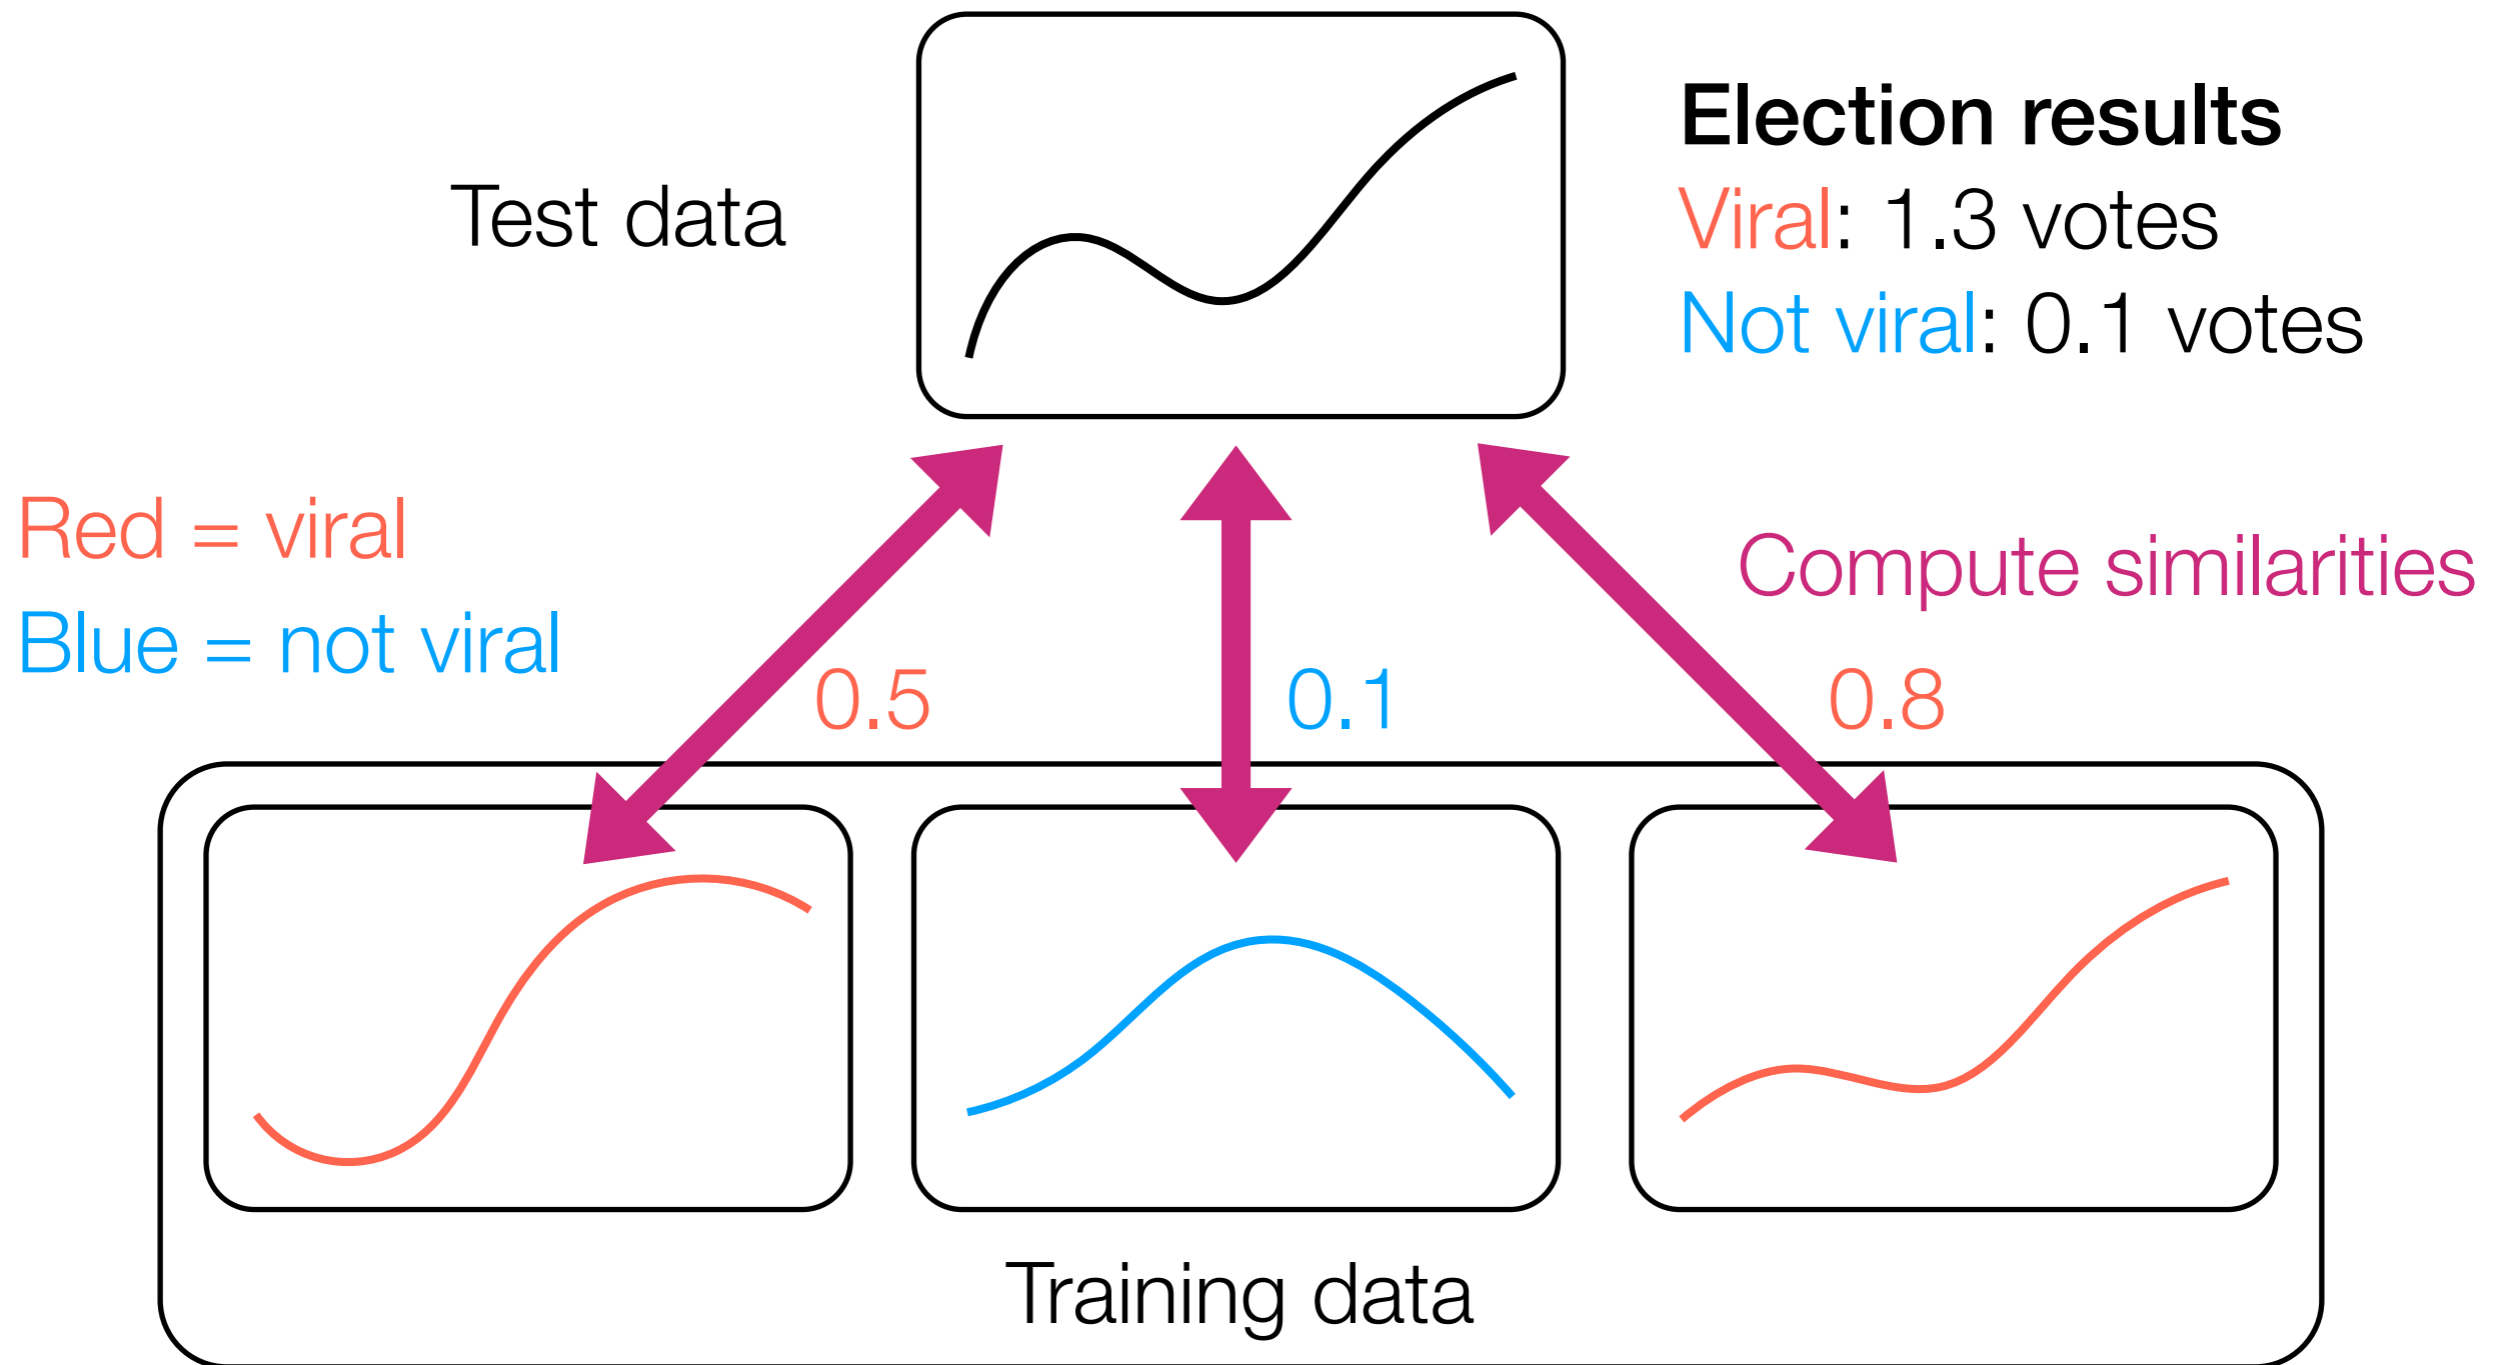 Test data
Election results
Viral: 1.3 votes
Not viral: 0.1 votes
Red = viral
Blue = not viral
Compute similarities
0.5
0.1
0.8
Training data